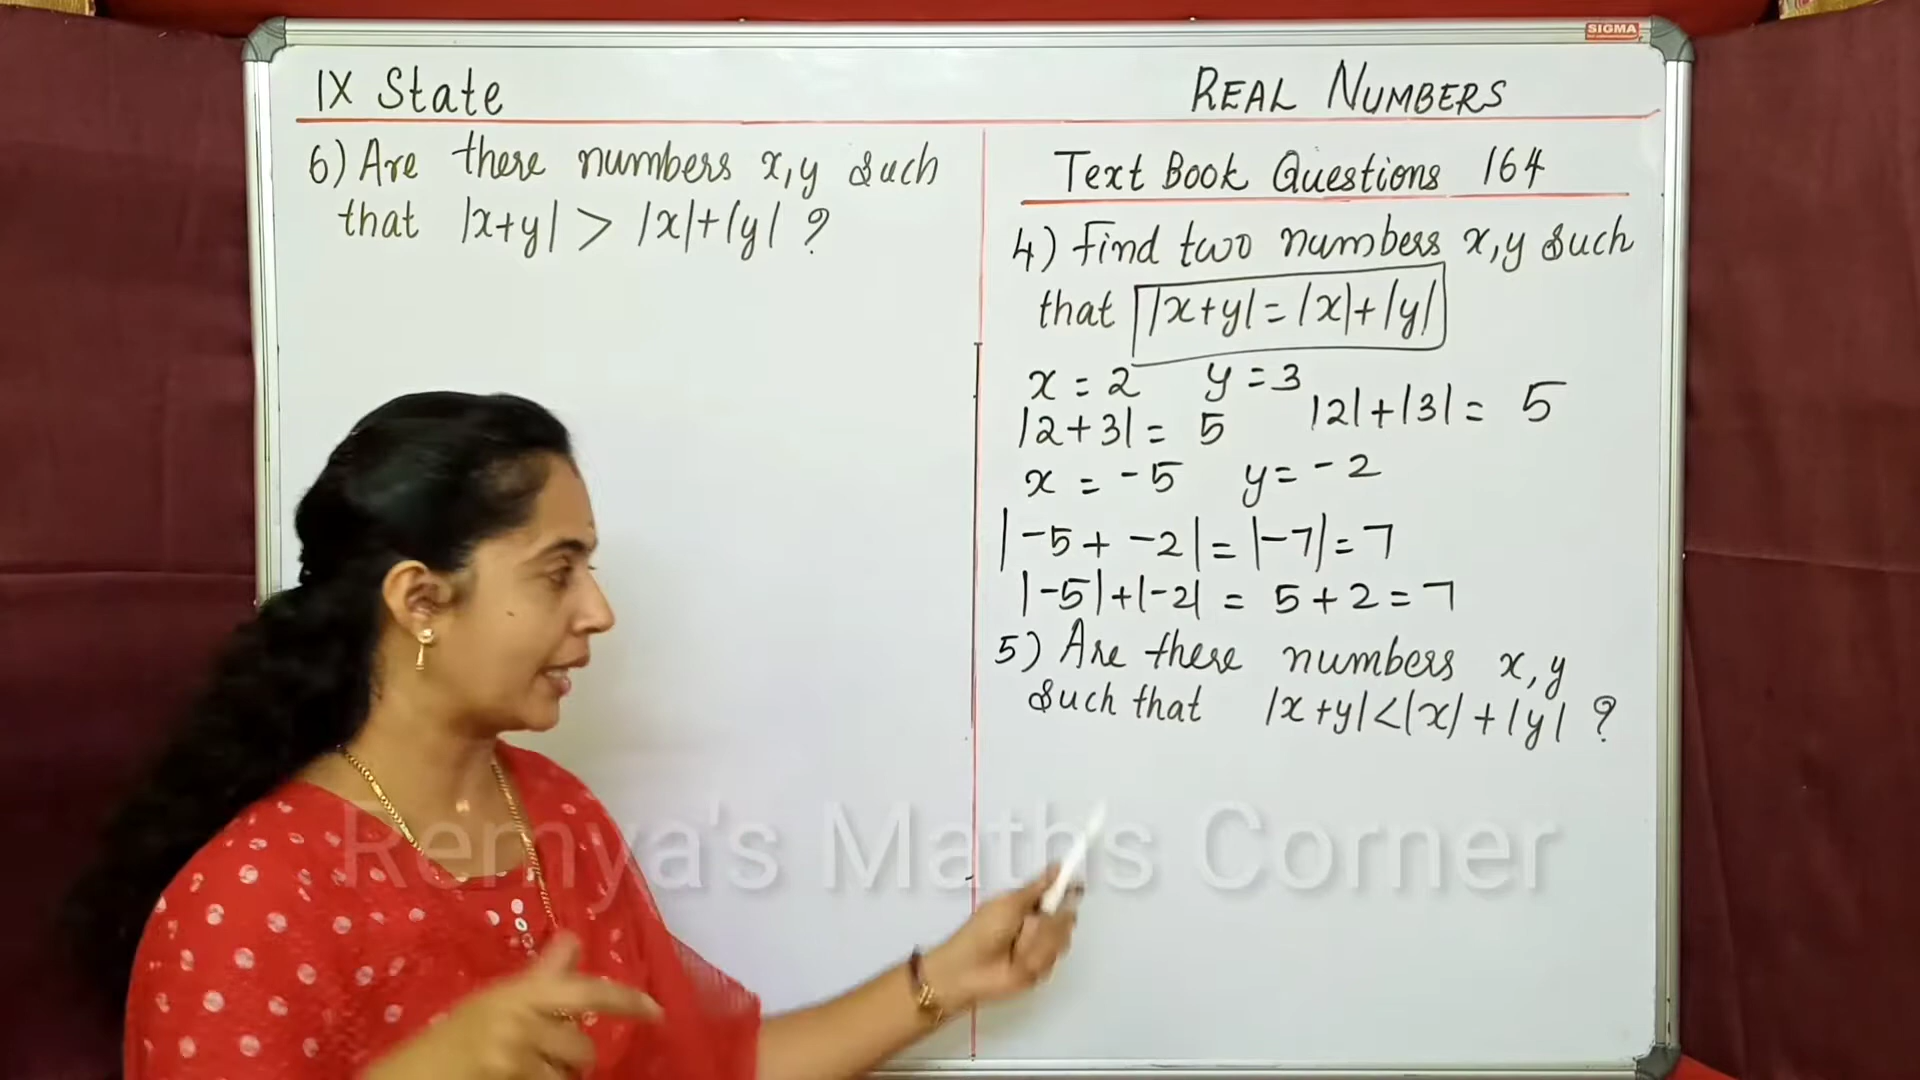 SIGMA
IX State
REAL NUMBERS
6) Are there numbers x,y such
that |x+y| > |x|+|y| ?
Text Book Questions 164
4) Find two numbers x,y such
that |x+y| = |x|+|y|
x = 2 y = 3
|2+3| = 5 |2|+|3| = 5
x = -5 y = -2
|-5 + -2| = |-7| = 7
|-5|+|-2| = 5+2 = 7
5) Are there numbers x,y
such that |x+y|<|x|+|y| ?
Remya's Maths Corner